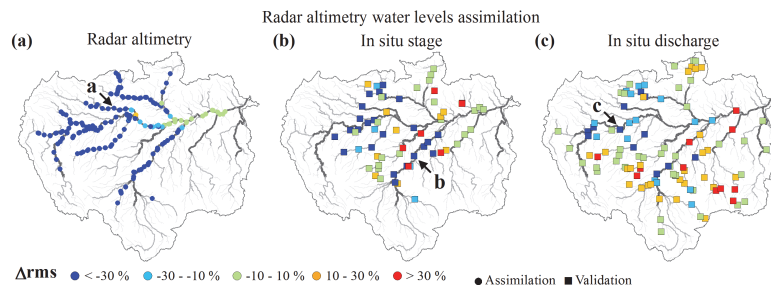 Radar altimetry water levels assimilation
(a) Radar altimetry (b) In situ stage (c) In situ discharge
a
c
b
Δrms < -30 % -30 - -10 % -10 - 10 % 10 - 30% > 30 % Assimilation Validation